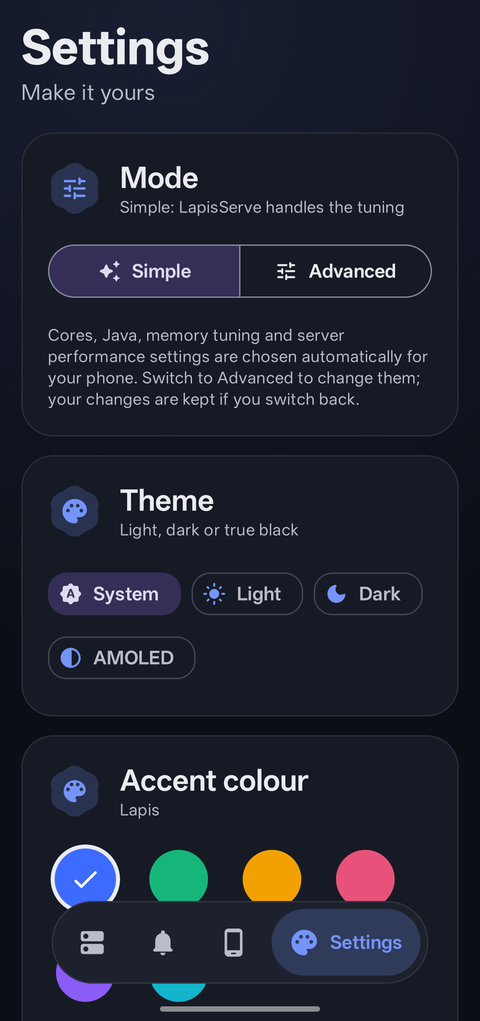 Settings
Make it yours
Mode
Simple: LapisServe handles the tuning
Simple
Advanced
Cores, Java, memory tuning and server
performance settings are chosen automatically for
your phone. Switch to Advanced to change them;
your changes are kept if you switch back.
Theme
Light, dark or true black
System
Light
Dark
AMOLED
Accent colour
Lapis
Settings